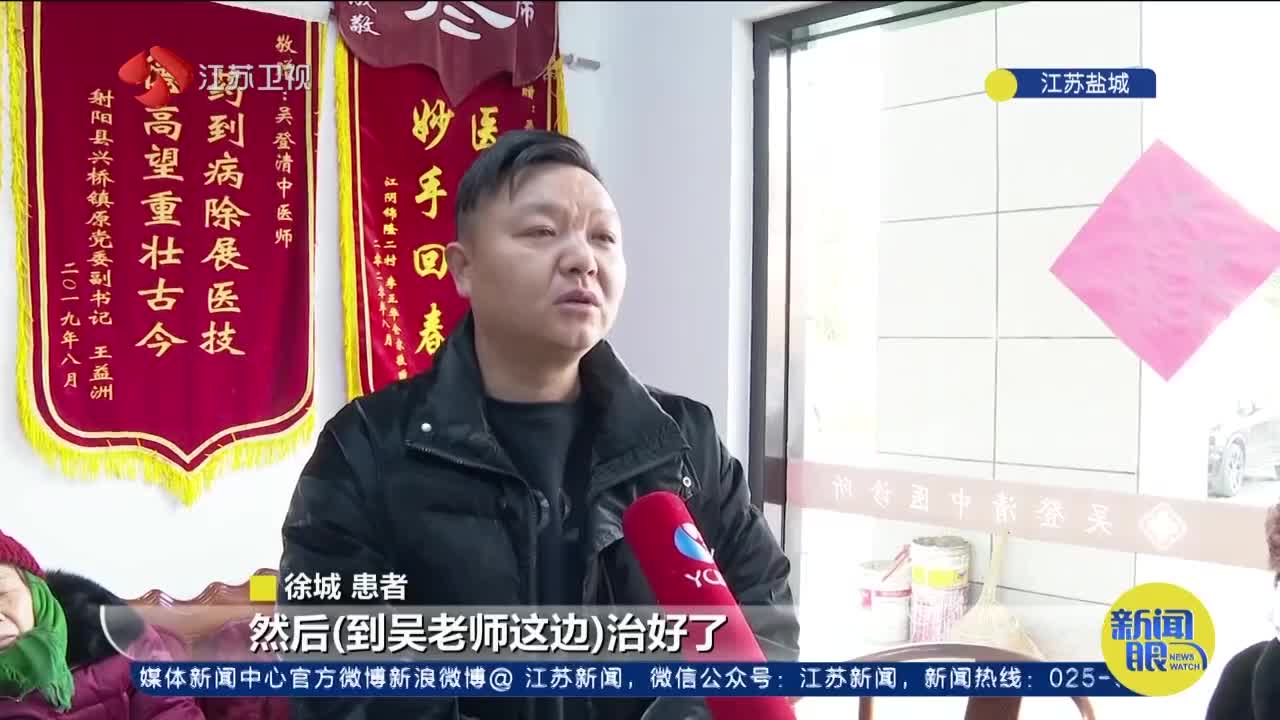 江苏卫视
江苏盐城
敬
敬
师
敬
吴登清中医师
药到病除展医技
高望重壮古今
射阳县兴桥镇原党委副书记 王益洲
二〇一九年八月
医
妙手回春
吴登清中医诊所
YC
徐城 患者
然后(到吴老师这边)治好了
媒体新闻中心官方微博新浪微博@ 江苏新闻，微信公众号：江苏新闻，新闻热线：025-
新闻眼
NEWS
WATCH